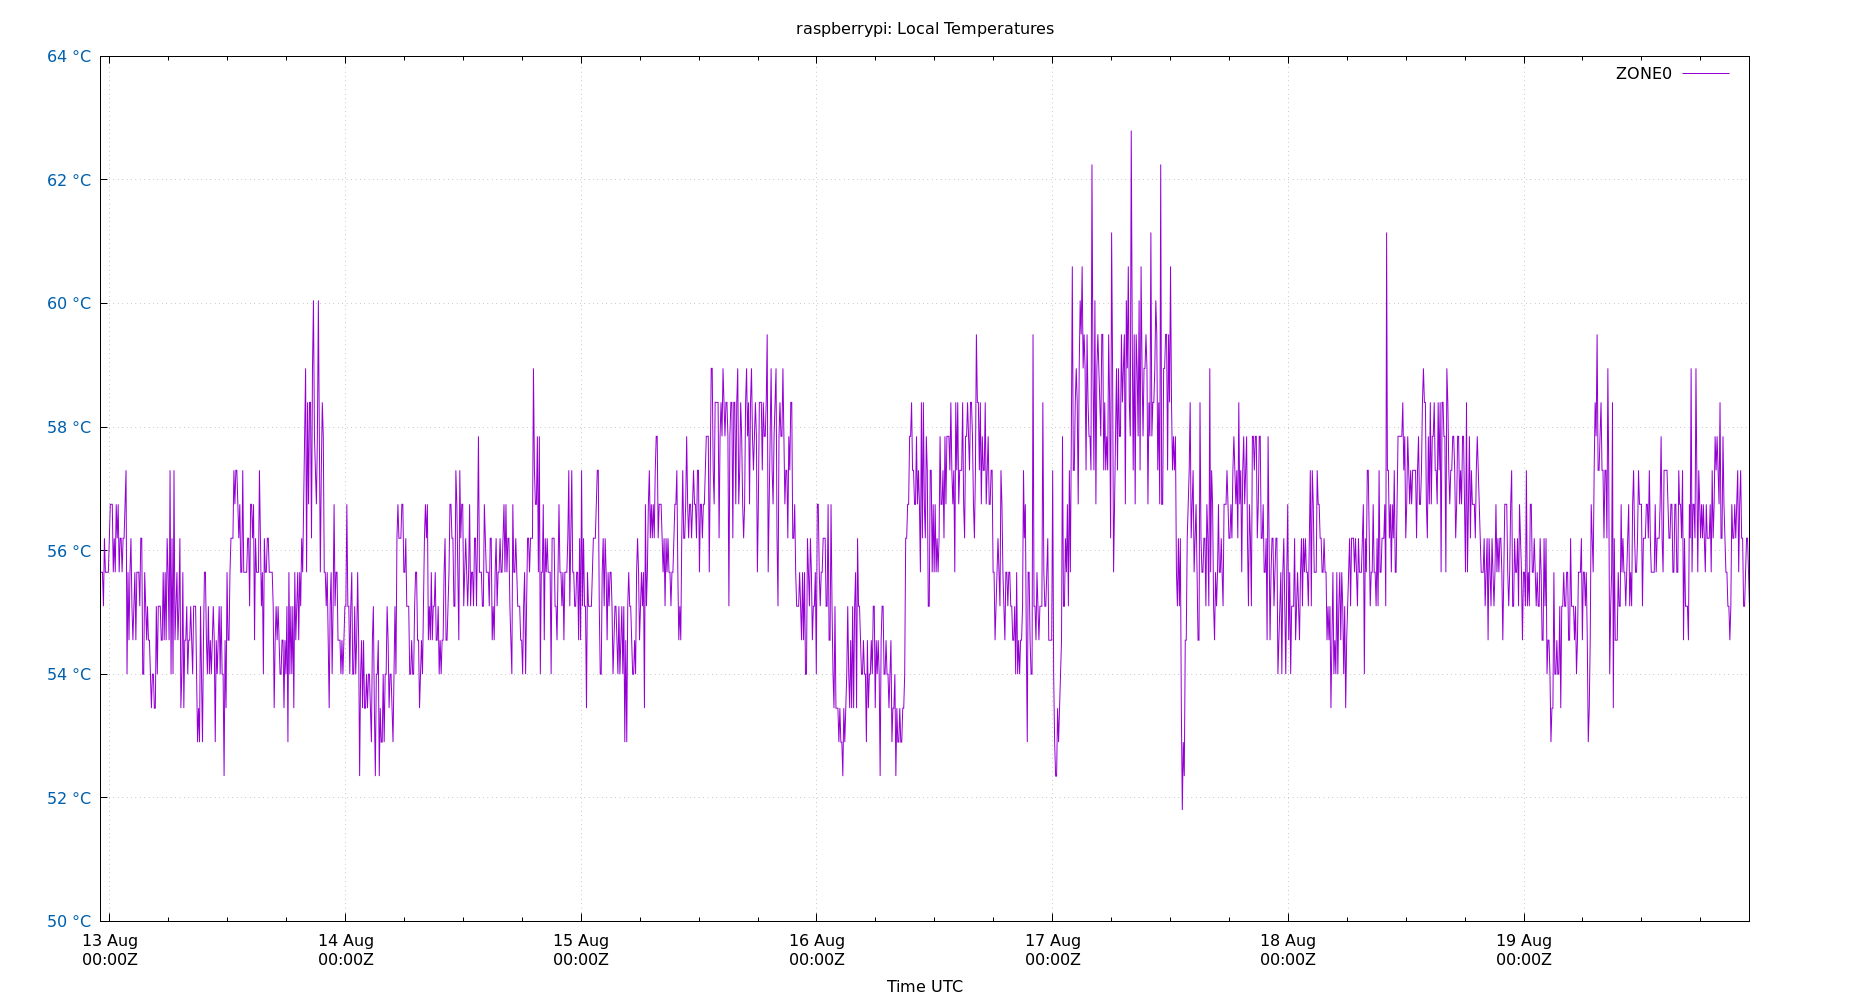 raspberrypi: Local Temperatures
64 °C
ZONE0
62 °C
60 °C
58 °C
56 °C
54 °C
52 °C
50 °C
13 Aug 14 Aug 15 Aug 16 Aug 17 Aug 18 Aug 19 Aug
00:00Z 00:00Z 00:00Z 00:00Z 00:00Z 00:00Z 00:00Z
Time UTC